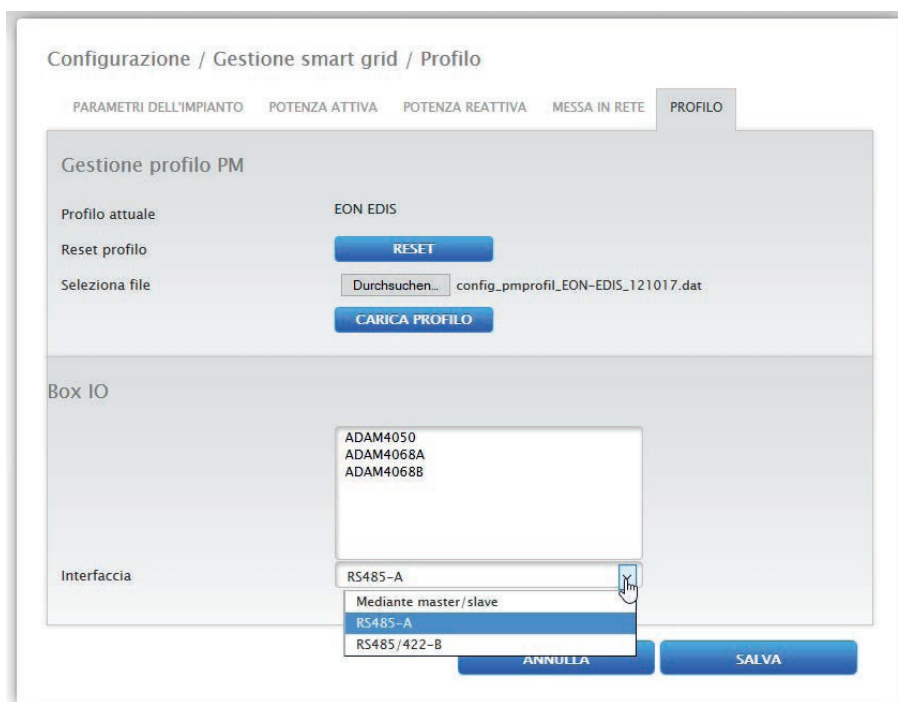 Configurazione / Gestione smart grid / Profilo
PARAMETRI DELL'IMPIANTO POTENZA ATTIVA POTENZA REATTIVA MESSA IN RETE PROFILO
Gestione profilo PM
Profilo attuale EON EDIS
Reset profilo RESET
Seleziona file Durchsuchen... config_pmprofil_EON-EDIS_121017.dat
CARICA PROFILO
Box IO
ADAM4050
ADAM4068A
ADAM4068B
Interfaccia RS485-A
Mediante master/slave
RS485-A
RS485/422-B
ANNULLA SALVA